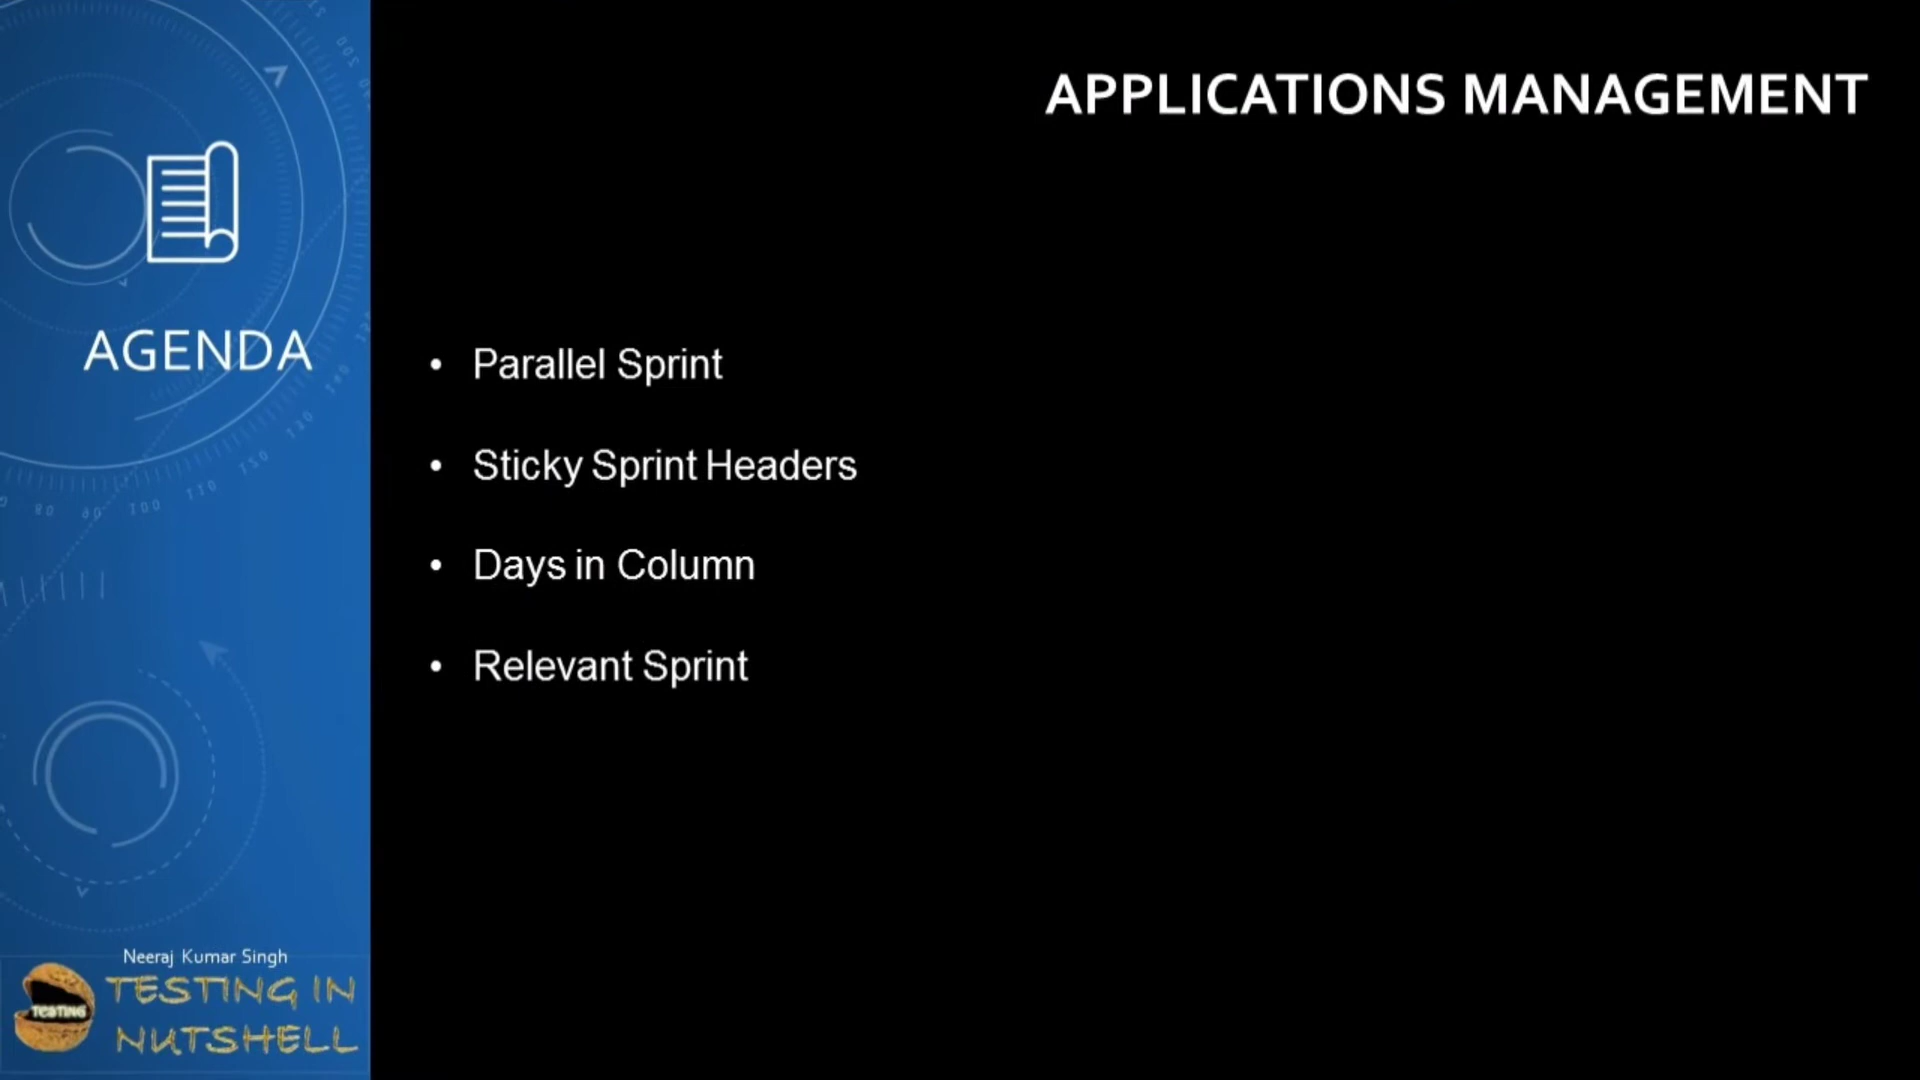 APPLICATIONS MANAGEMENT
AGENDA
• Parallel Sprint
• Sticky Sprint Headers
• Days in Column
• Relevant Sprint
Neeraj Kumar Singh
TESTING
TESTING IN
NUTSHELL